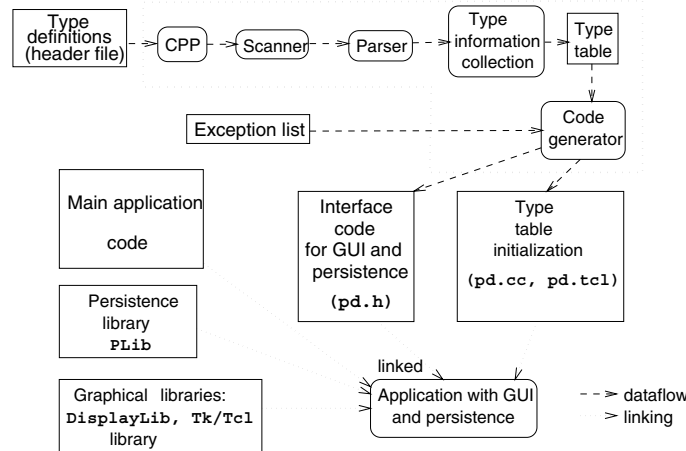 Type
definitions
(header file)
CPP
Scanner
Parser
Type
information
collection
Type
table
Exception list
Code
generator
Main application
code
Interface
code
for GUI and
persistence
(pd.h)
Type
table
initialization
(pd.cc, pd.tcl)
Persistence
library
PLib
linked
Graphical libraries:
DisplayLib, Tk/Tcl
library
Application with GUI
and persistence
dataflow
linking